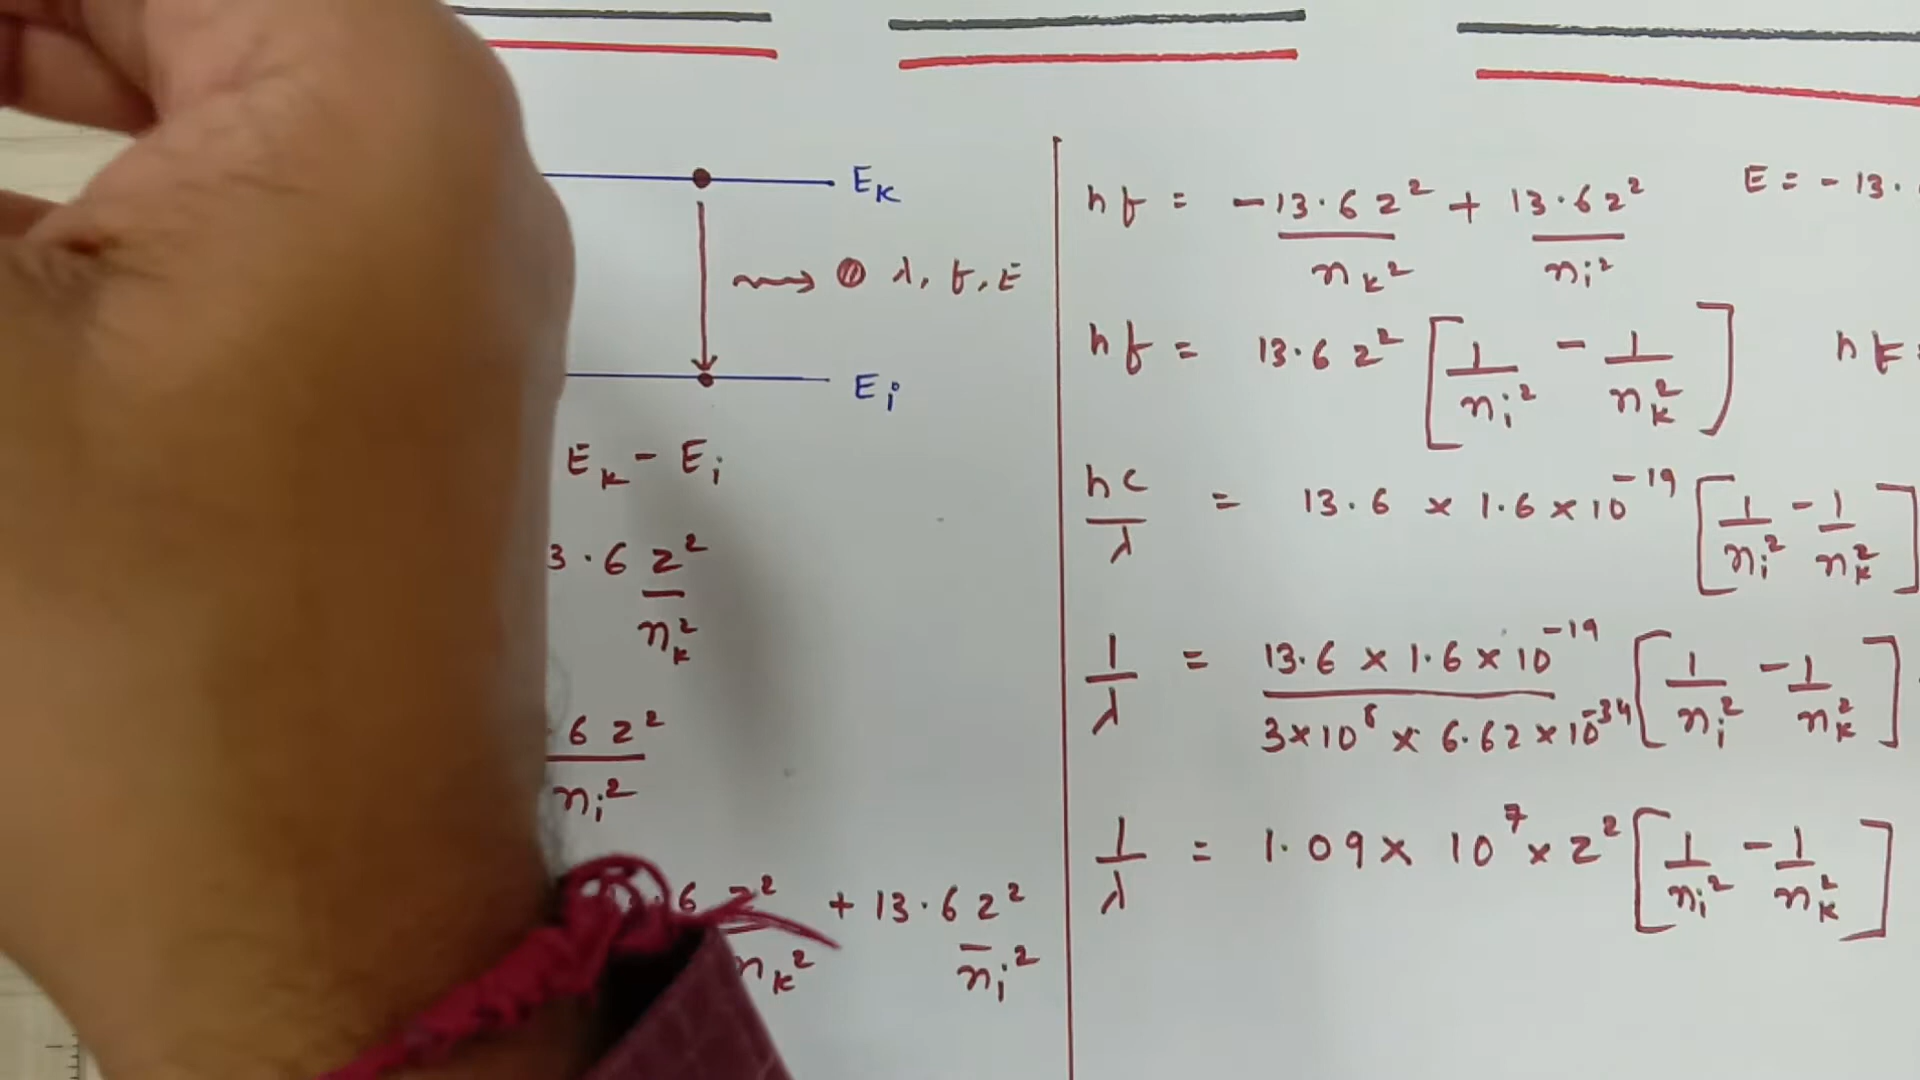 E_k
⇝ λ, f, E
E_i
E_k - E_i
3.6 z²/n_k²
6 z²/n_i²
6 z²/n_k² + 13.6 z²/n_i²
hf = -13.6 z²/n_k² + 13.6 z²/n_i² E = -13.
hf = 13.6 z² [1/n_i² - 1/n_k²] hf =
hc/λ = 13.6 × 1.6 × 10⁻¹⁹ [1/n_i² - 1/n_k²]
1/λ = 13.6 × 1.6 × 10⁻¹⁹ / 3×10⁸ × 6.62 × 10⁻³⁴ [1/n_i² - 1/n_k²]
1/λ = 1.09 × 10⁷ × z² [1/n_i² - 1/n_k²]